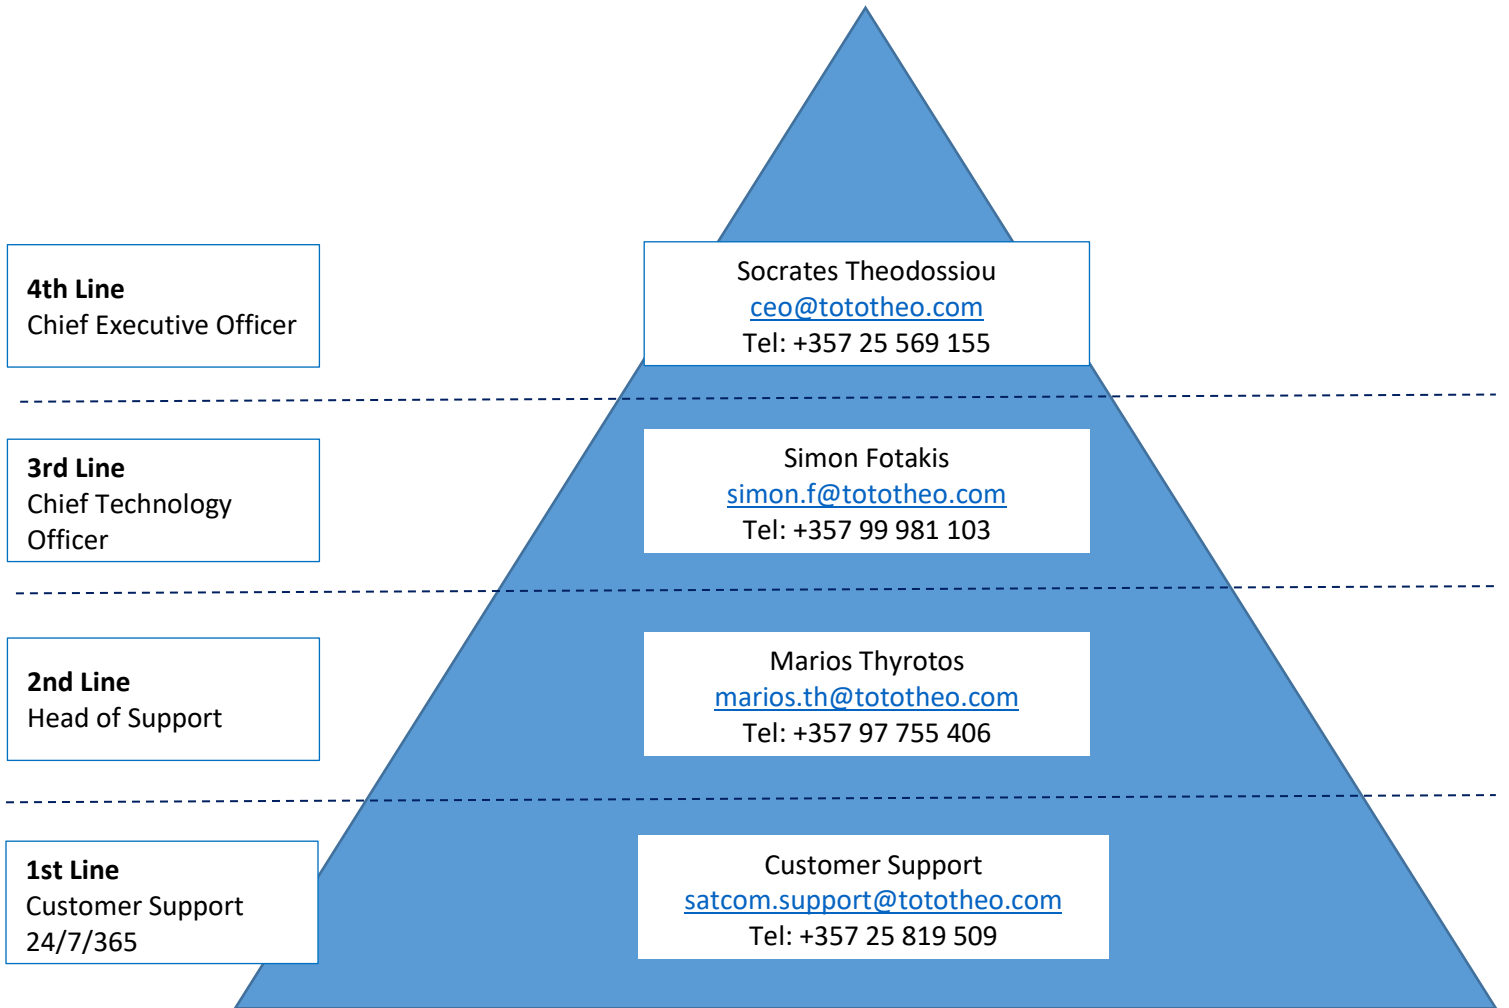 4th Line
Chief Executive Officer
Socrates Theodossiou
ceo@tototheo.com
Tel: +357 25 569 155
3rd Line
Chief Technology
Officer
Simon Fotakis
simon.f@tototheo.com
Tel: +357 99 981 103
2nd Line
Head of Support
Marios Thyrotos
marios.th@tototheo.com
Tel: +357 97 755 406
1st Line
Customer Support
24/7/365
Customer Support
satcom.support@tototheo.com
Tel: +357 25 819 509